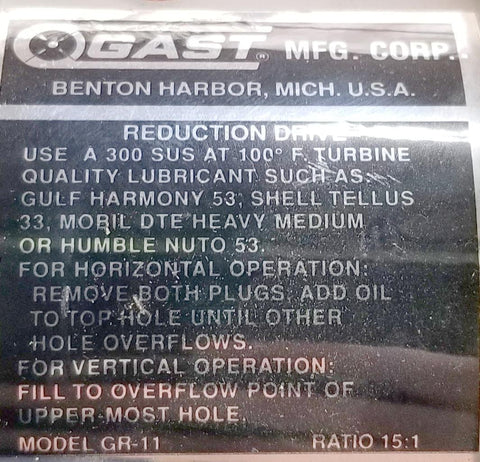 GAST® MFG. CORP.
BENTON HARBOR, MICH. U.S.A.
REDUCTION DRIVE
USE A 300 SUS AT 100° F. TURBINE
QUALITY LUBRICANT SUCH AS:
GULF HARMONY 53, SHELL TELLUS
33, MOBIL DTE HEAVY MEDIUM
OR HUMBLE NUTO 53.
FOR HORIZONTAL OPERATION:
REMOVE BOTH PLUGS. ADD OIL
TO TOP HOLE UNTIL OTHER
HOLE OVERFLOWS.
FOR VERTICAL OPERATION:
FILL TO OVERFLOW POINT OF
UPPER-MOST HOLE.
MODEL GR-11 RATIO 15:1